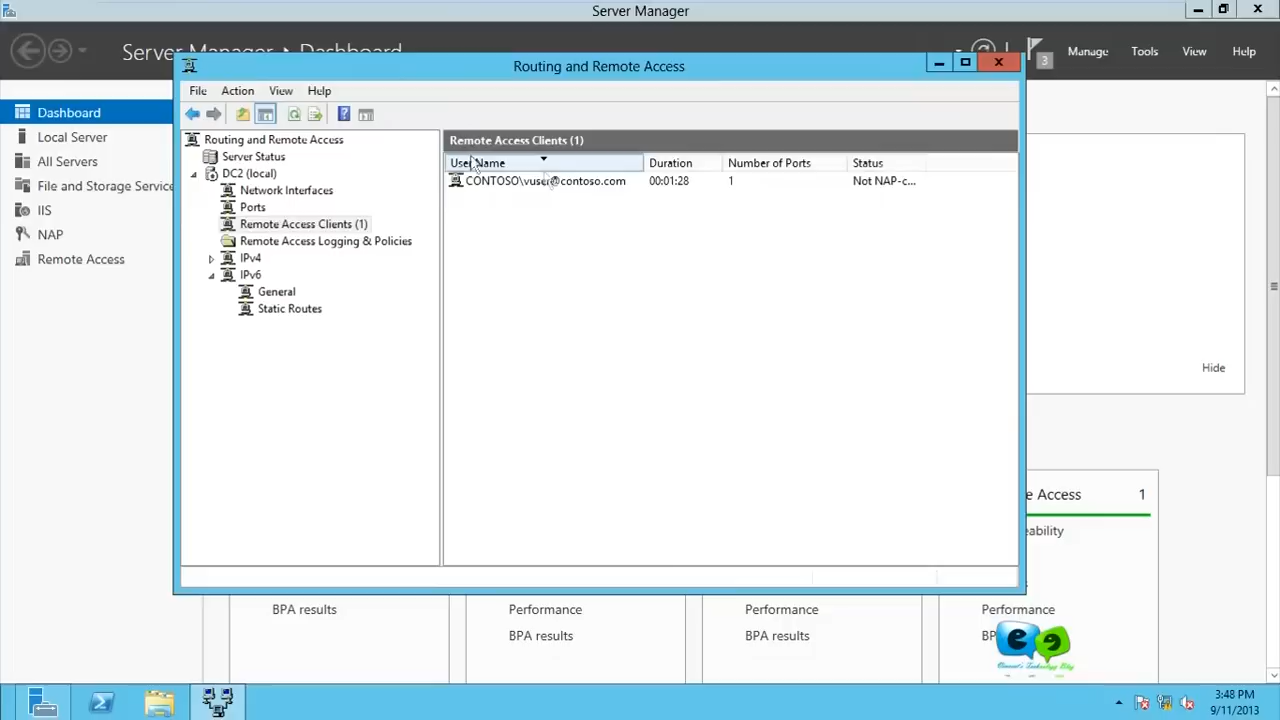 Server Manager
Server Manager
Dashboard
3
Manage
Tools
View
Help
Routing and Remote Access
File
Action
View
Help
Dashboard
Local Server
All Servers
File and Storage Service
IIS
NAP
Remote Access
Routing and Remote Access
Server Status
DC2 (local)
Network Interfaces
Ports
Remote Access Clients (1)
Remote Access Logging & Policies
IPv4
IPv6
General
Static Routes
Remote Access Clients (1)
User Name
Duration
Number of Ports
Status
CONTOSO\vuser@contoso.com
00:01:28
1
Not NAP-c...
Hide
e Access
1
eability
BPA results
Performance
BPA results
Performance
BPA results
Performance
BP
3:48 PM
9/11/2013